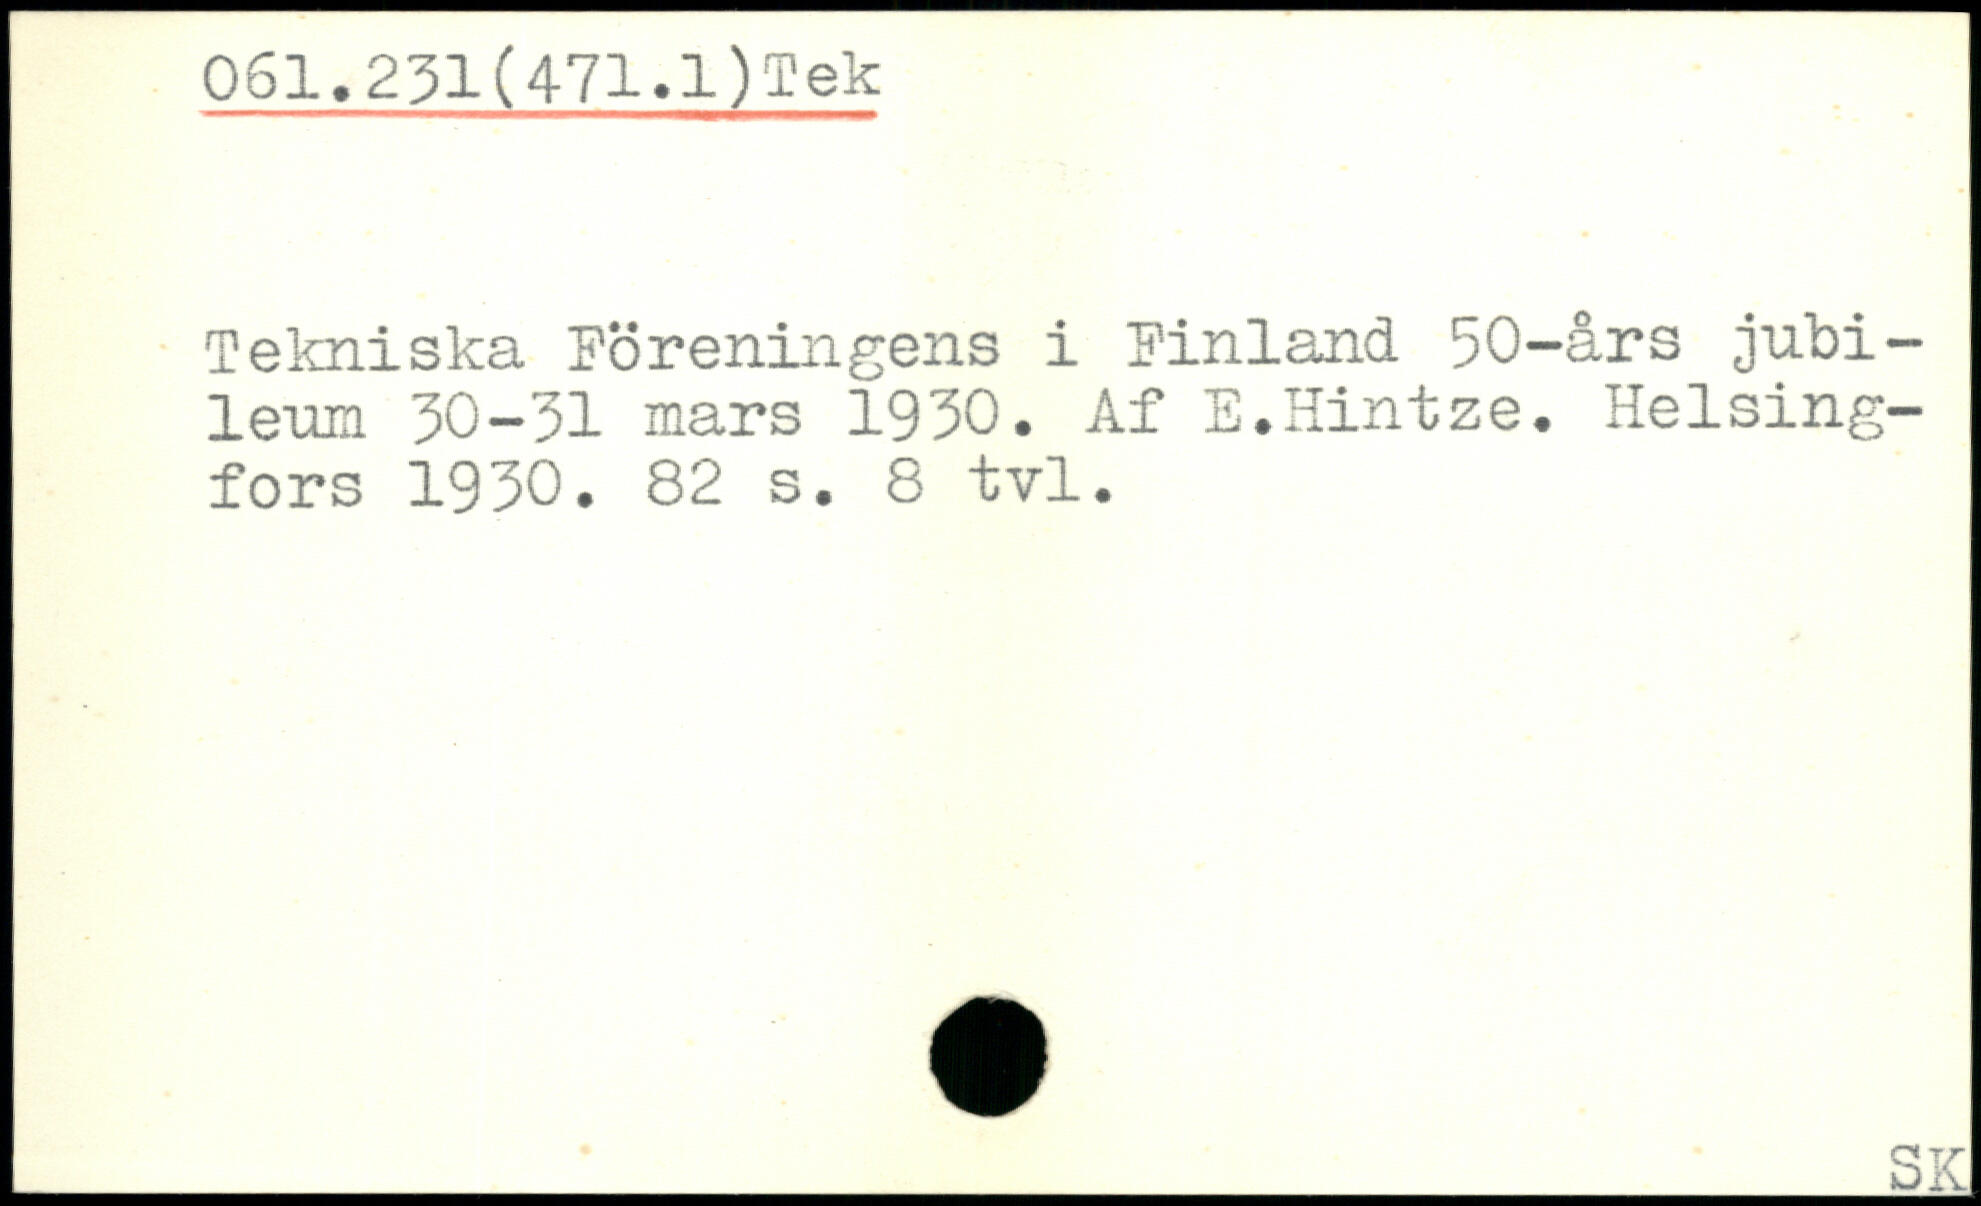 061.231(471.1)Tek
Tekniska Föreningens i Finland 50-års jubi-
leum 30-31 mars 1930. Af E.Hintze. Helsing-
fors 1930. 82 s. 8 tvl.
SK